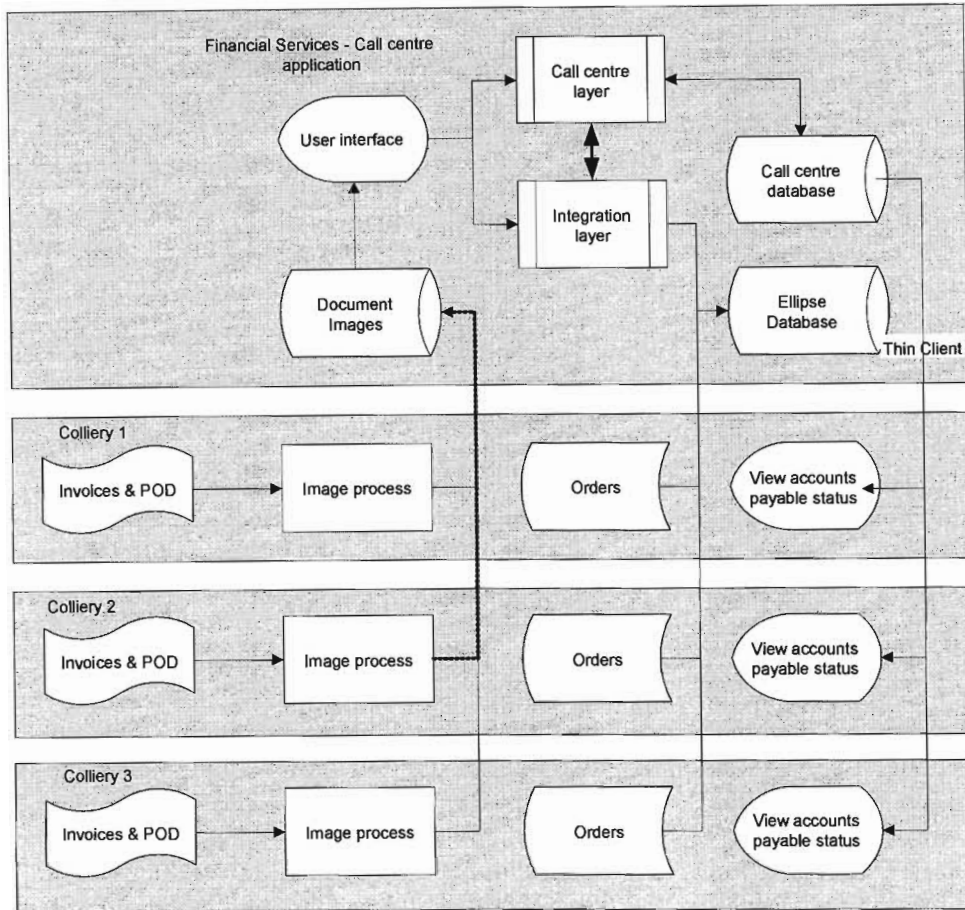 Financial Services - Call centre
application
Call centre
layer
User interface
Call centre
database
Integration
layer
Document
Images
Ellipse
Database
Thin Client
Colliery 1
Invoices & POD
Image process
Orders
View accounts
payable status
Colliery 2
Invoices & POD
Image process
Orders
View accounts
payable status
Colliery 3
Invoices & POD
Image process
Orders
View accounts
payable status